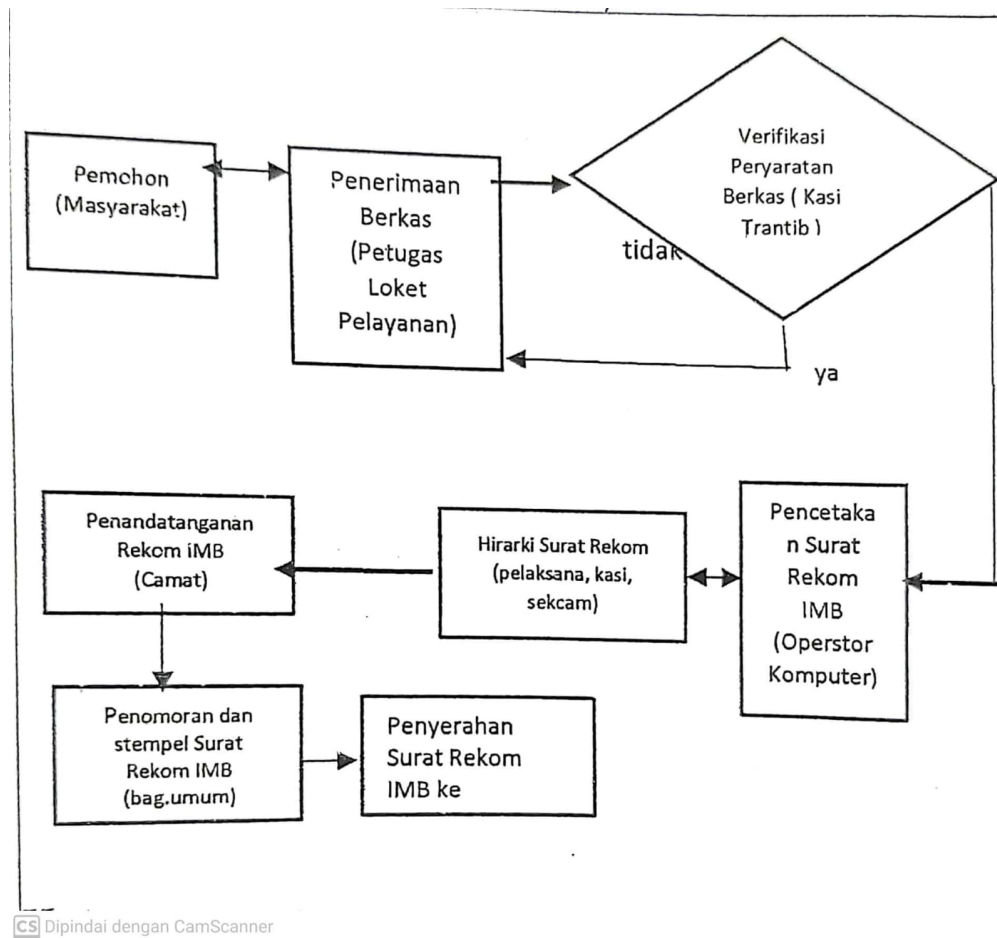 Pemohon
(Masyarakat)
Penerimaan
Berkas
(Petugas
Loket
Pelayanan)
Verifikasi
Peryaratan
Berkas ( Kasi
Trantib )
tidak
ya
Penandatanganan
Rekom iMB
(Camat)
Hirarki Surat Rekom
(pelaksana, kasi,
sekcam)
Pencetaka
n Surat
Rekom
IMB
(Operstor
Komputer)
Penomoran dan
stempel Surat
Rekom IMB
(bag.umum)
Penyerahan
Surat Rekom
IMB ke
CS Dipindai dengan CamScanner